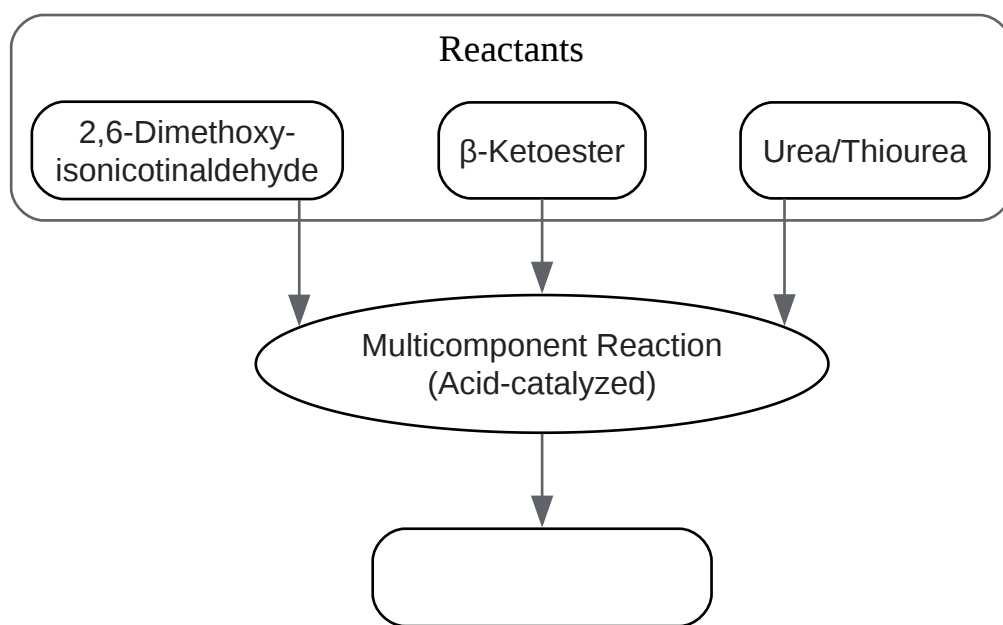 Reactants
2,6-Dimethoxy-
isonicotinaldehyde
β-Ketoester
Urea/Thiourea
Multicomponent Reaction
(Acid-catalyzed)